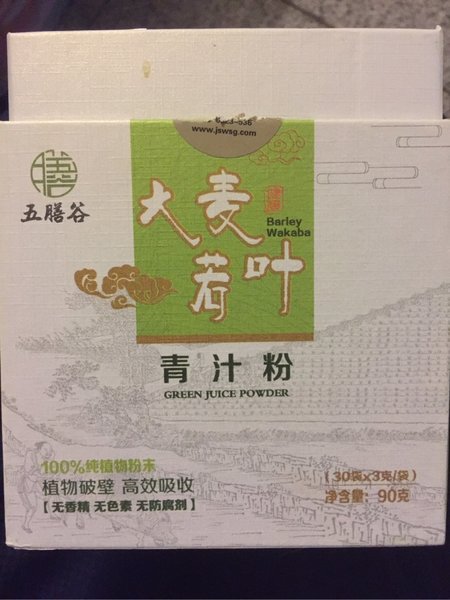 www.jswsg.com
五膳谷
大麦
若叶
Barley
Wakaba
青汁粉
GREEN JUICE POWDER
100%纯植物粉末
植物破壁 高效吸收
【无香精 无色素 无防腐剂】
（30袋x3克/袋）
净含量：90克